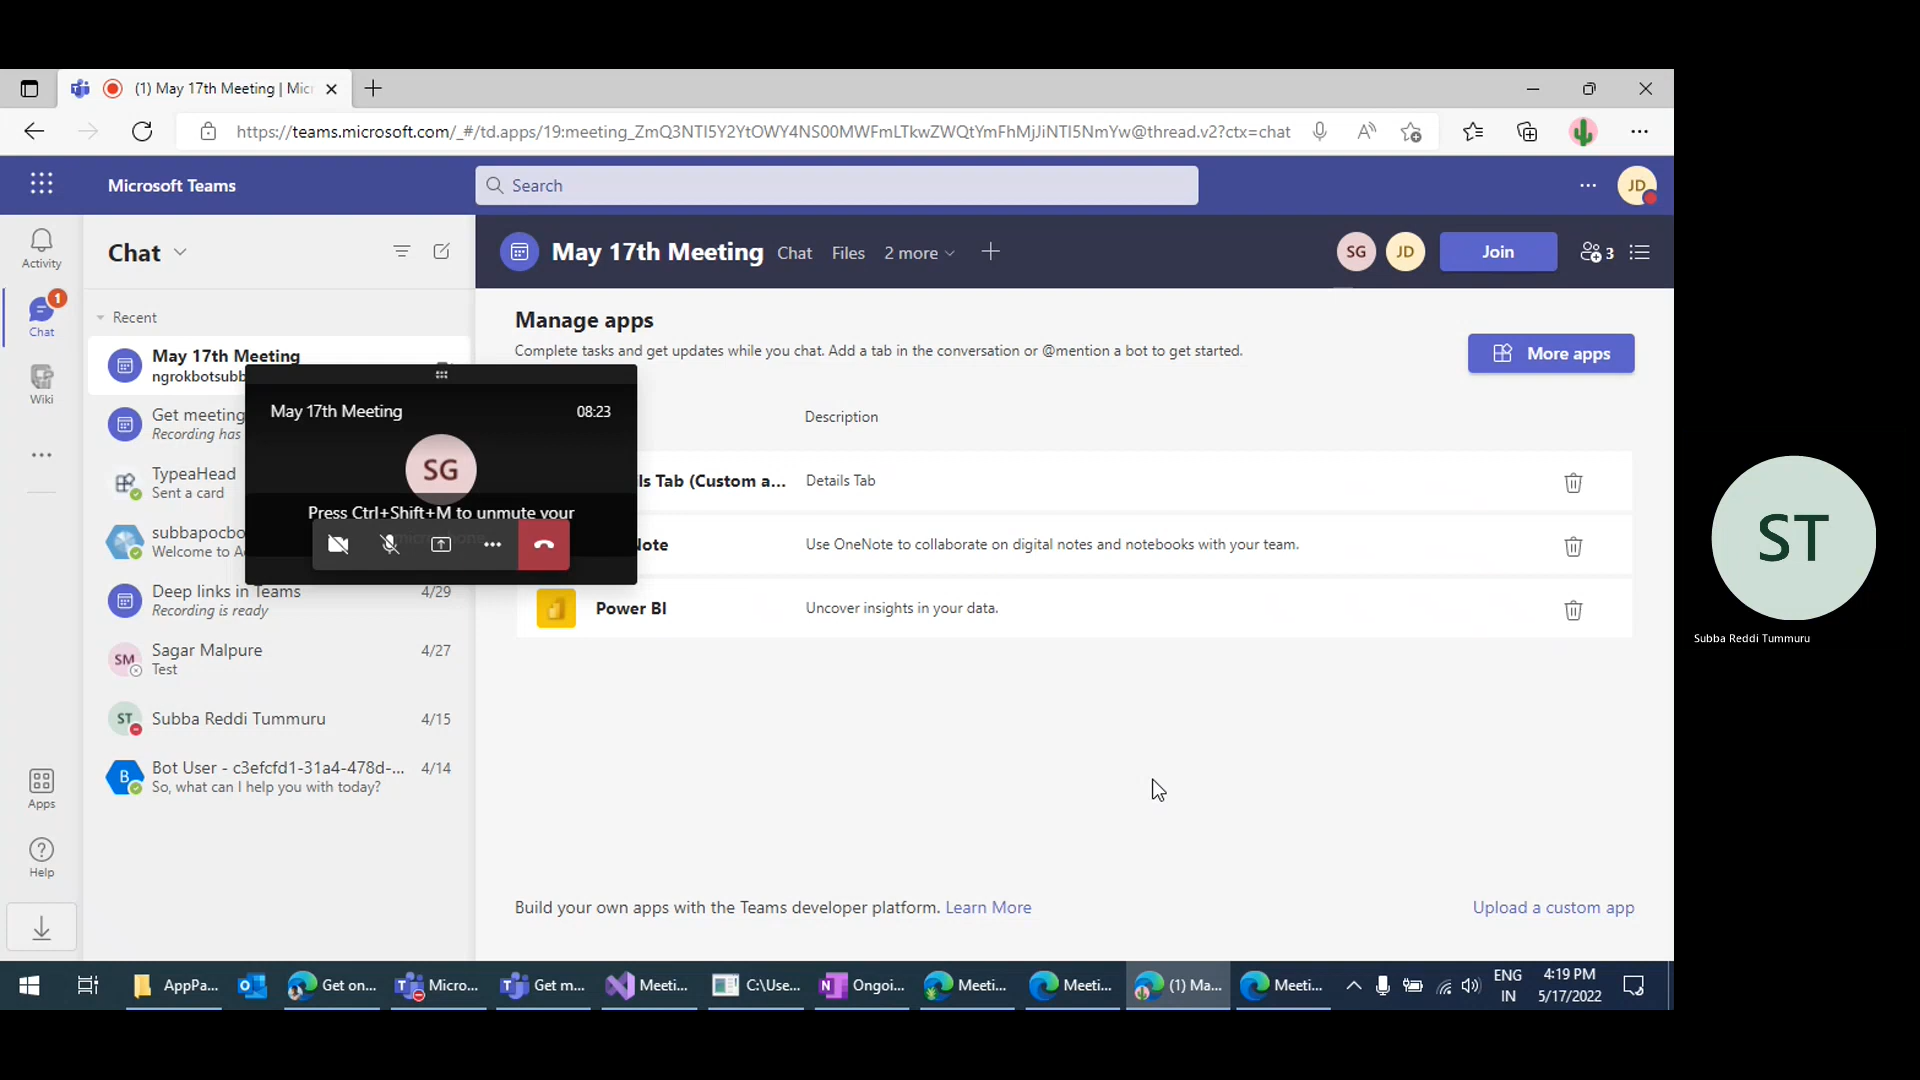 (1) May 17th Meeting | Mic
https://teams.microsoft.com/_#/td.apps/19:meeting_ZmQ3NTI5Y2YtOWY4NS00MWFmLTkwZWQtYmFhMjJiNTI5NmYw@thread.v2?ctx=chat
Microsoft Teams
Search
JD
Activity
Chat
1
Wiki
Apps
Help
Chat
Recent
May 17th Meeting
ngrokbotsubb
Get meeting
Recording has
TypeaHead
Sent a card
subbapocbo
Welcome to A
Deep links in Teams 4/29
Recording is ready
SM
Sagar Malpure 4/27
Test
ST
Subba Reddi Tummuru 4/15
B
Bot User - c3efcfd1-31a4-478d-... 4/14
So, what can I help you with today?
May 17th Meeting 08:23
SG
Press Ctrl+Shift+M to unmute your
May 17th Meeting Chat Files 2 more
SG JD Join 3
Manage apps
Complete tasks and get updates while you chat. Add a tab in the conversation or @mention a bot to get started.
More apps
Description
ls Tab (Custom a... Details Tab
Note Use OneNote to collaborate on digital notes and notebooks with your team.
Power BI Uncover insights in your data.
Build your own apps with the Teams developer platform. Learn More
Upload a custom app
AppPa... Get on... Micro... Get m... Meeti... C:\Use... Ongoi... Meeti... Meeti... (1) Ma... Meeti...
ENG
IN
4:19 PM
5/17/2022
ST
Subba Reddi Tummuru